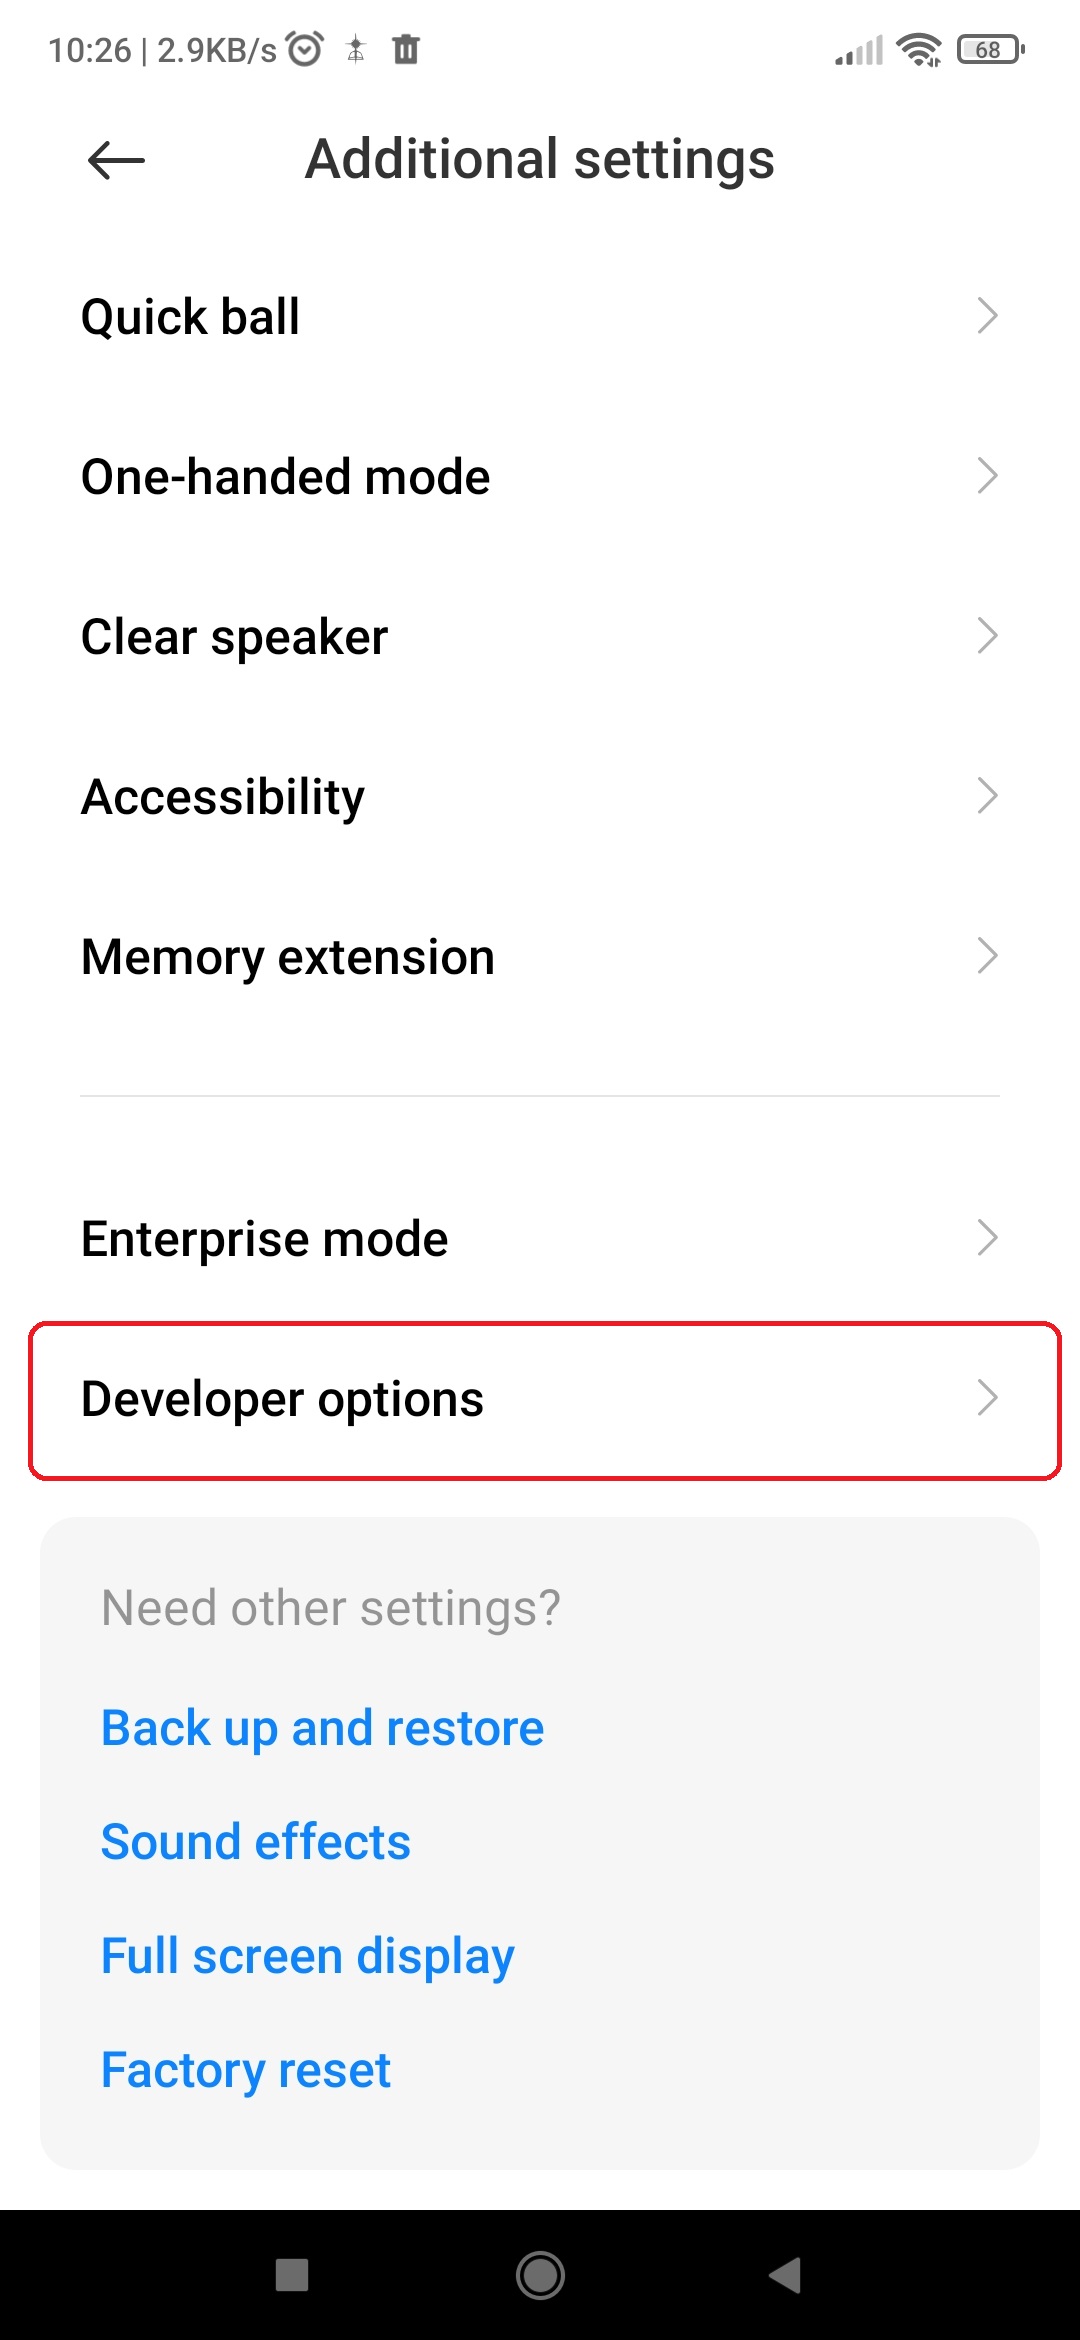 10:26 | 2.9KB/s 68
Additional settings
Quick ball
One-handed mode
Clear speaker
Accessibility
Memory extension
Enterprise mode
Developer options
Need other settings?
Back up and restore
Sound effects
Full screen display
Factory reset